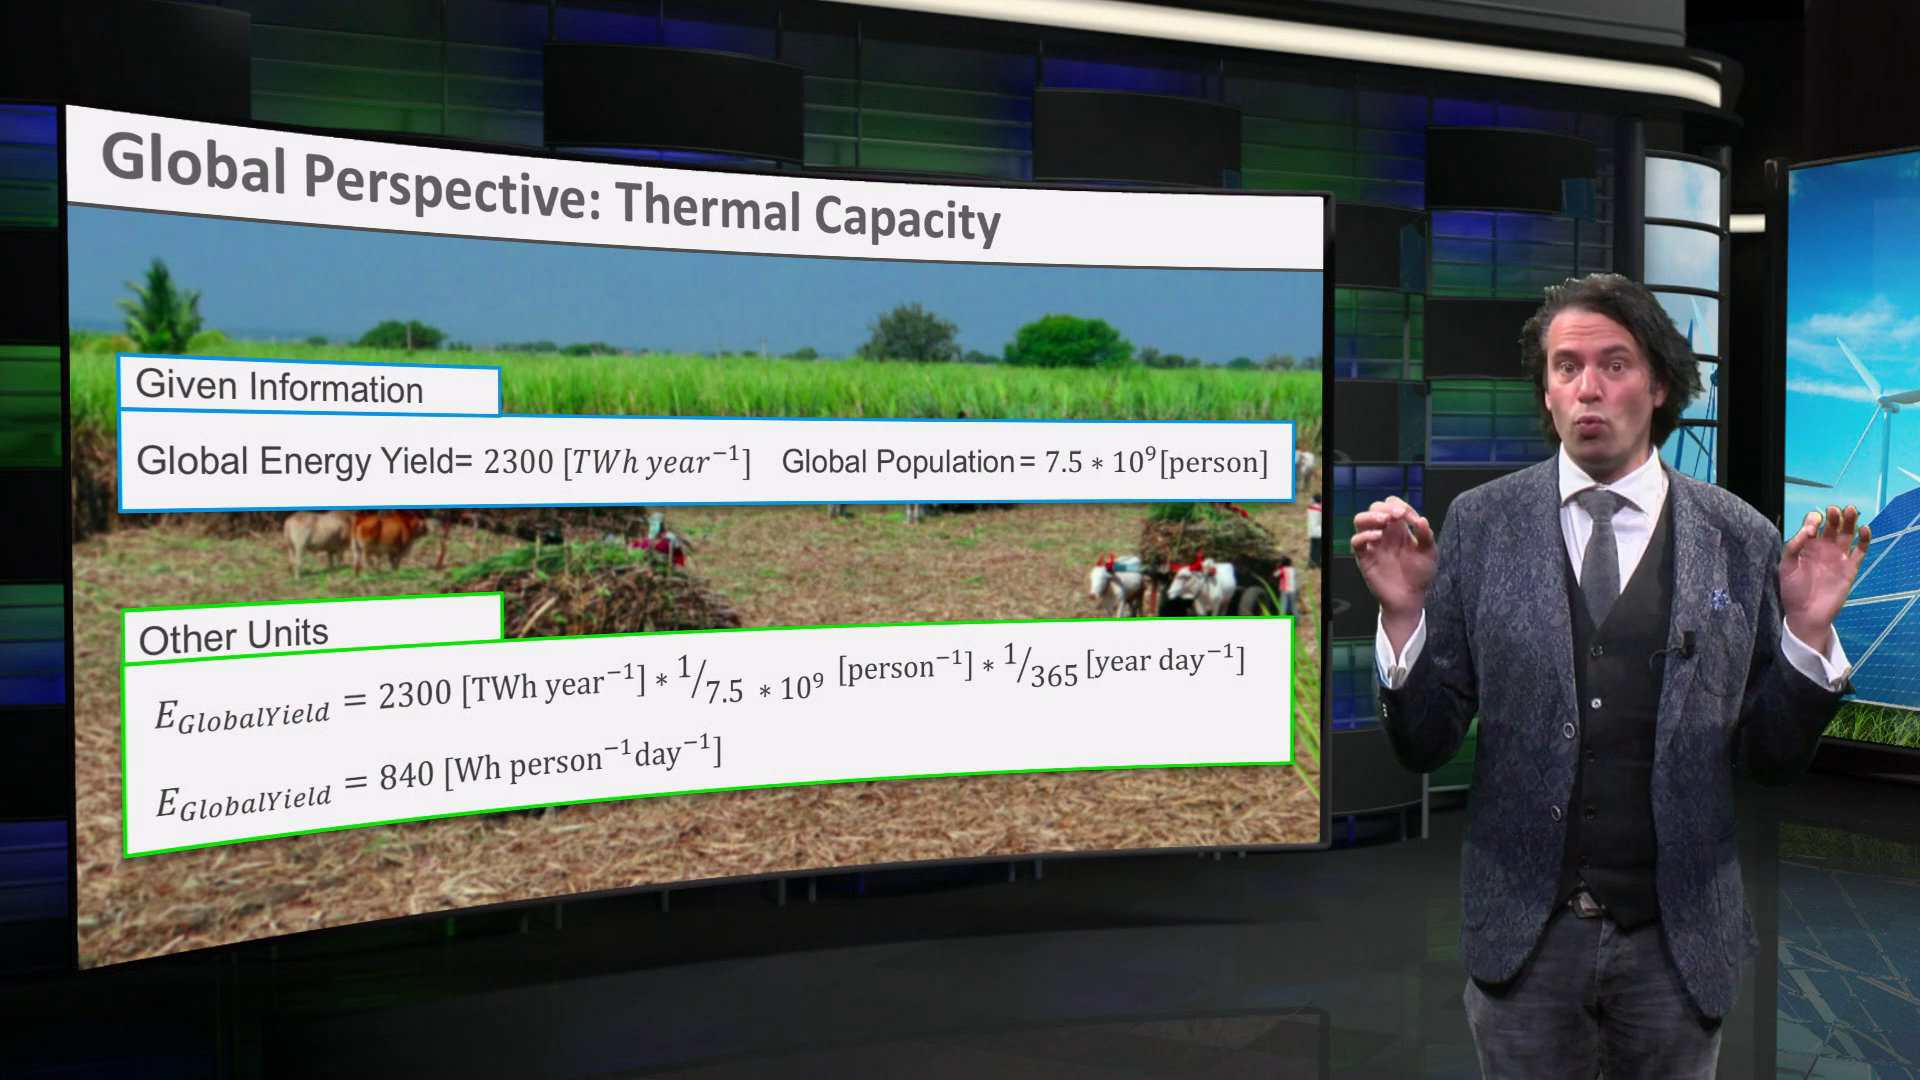 Global Perspective: Thermal Capacity
Given Information
Global Energy Yield= 2300 [TWh year⁻¹] Global Population= 7.5 * 10⁹[person]
Other Units
E_GlobalYield = 2300 [TWh year⁻¹] * 1/7.5 * 10⁹ [person⁻¹] * 1/365 [year day⁻¹]
E_GlobalYield = 840 [Wh person⁻¹day⁻¹]